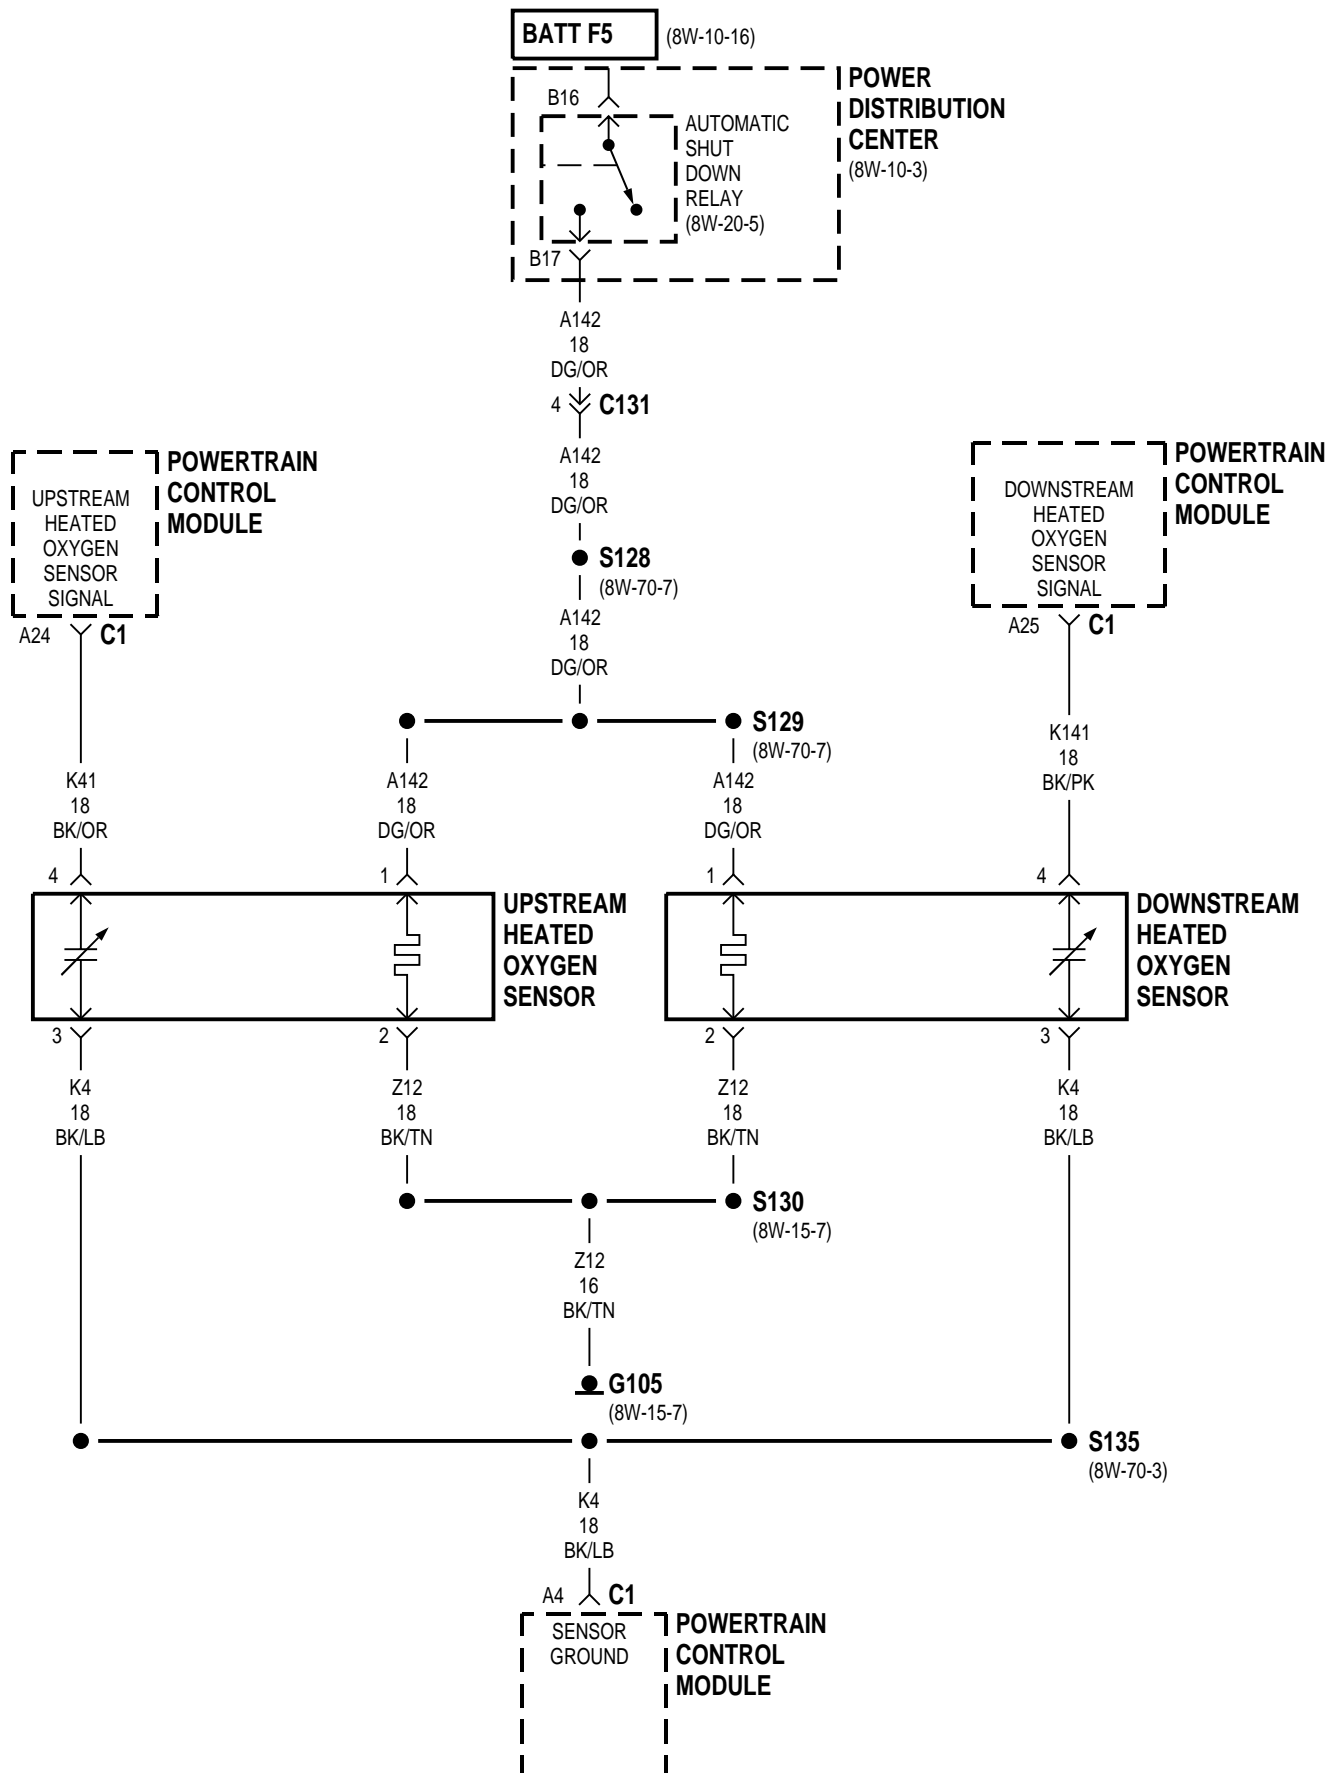 BATT F5
(8W-10-16)
POWER
DISTRIBUTION
CENTER
(8W-10-3)
B16
AUTOMATIC
SHUT
DOWN
RELAY
(8W-20-5)
B17
A142
18
DG/OR
4
C131
A142
18
DG/OR
S128
(8W-70-7)
A142
18
DG/OR
POWERTRAIN
CONTROL
MODULE
UPSTREAM
HEATED
OXYGEN
SENSOR
SIGNAL
A24
C1
POWERTRAIN
CONTROL
MODULE
DOWNSTREAM
HEATED
OXYGEN
SENSOR
SIGNAL
A25
C1
S129
(8W-70-7)
K41
18
BK/OR
A142
18
DG/OR
A142
18
DG/OR
K141
18
BK/PK
4
1
1
4
UPSTREAM
HEATED
OXYGEN
SENSOR
DOWNSTREAM
HEATED
OXYGEN
SENSOR
3
2
2
3
K4
18
BK/LB
Z12
18
BK/TN
Z12
18
BK/TN
K4
18
BK/LB
S130
(8W-15-7)
Z12
16
BK/TN
G105
(8W-15-7)
S135
(8W-70-3)
K4
18
BK/LB
A4
C1
SENSOR
GROUND
POWERTRAIN
CONTROL
MODULE